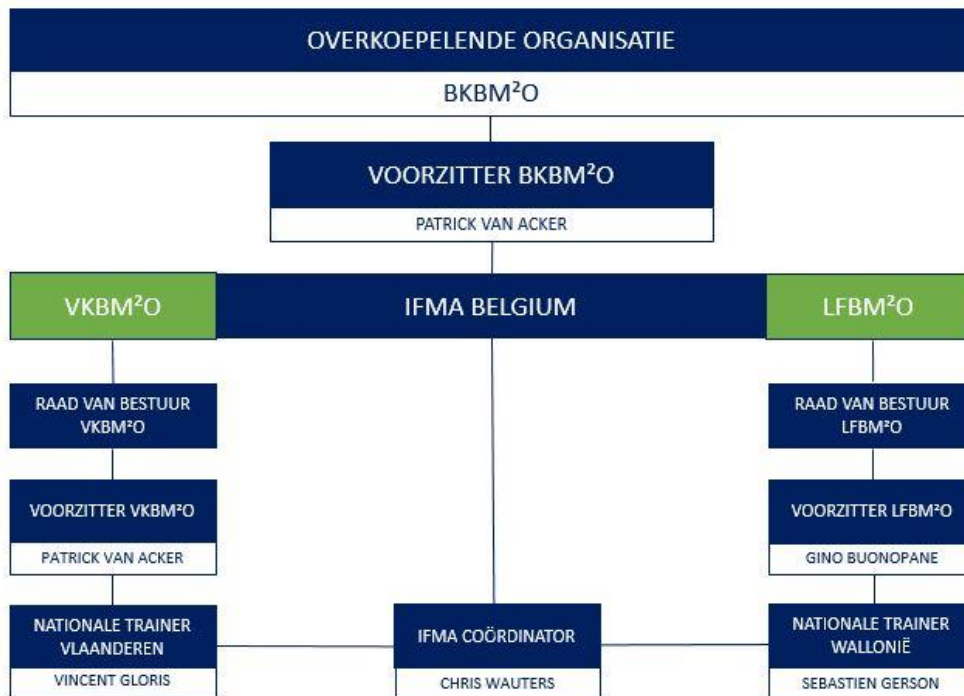 OVERKOEPELENDE ORGANISATIE
BKBM²O
VOORZITTER BKBM²O
PATRICK VAN ACKER
VKBM²O
IFMA BELGIUM
LFBM²O
RAAD VAN BESTUUR
VKBM²O
RAAD VAN BESTUUR
LFBM²O
VOORZITTER VKBM²O
PATRICK VAN ACKER
VOORZITTER LFBM²O
GINO BUONOPANE
NATIONALE TRAINER
VLAANDEREN
VINCENT GLORIS
IFMA COÖRDINATOR
CHRIS WAUTERS
NATIONALE TRAINER
WALLONIË
SEBASTIEN GERSON